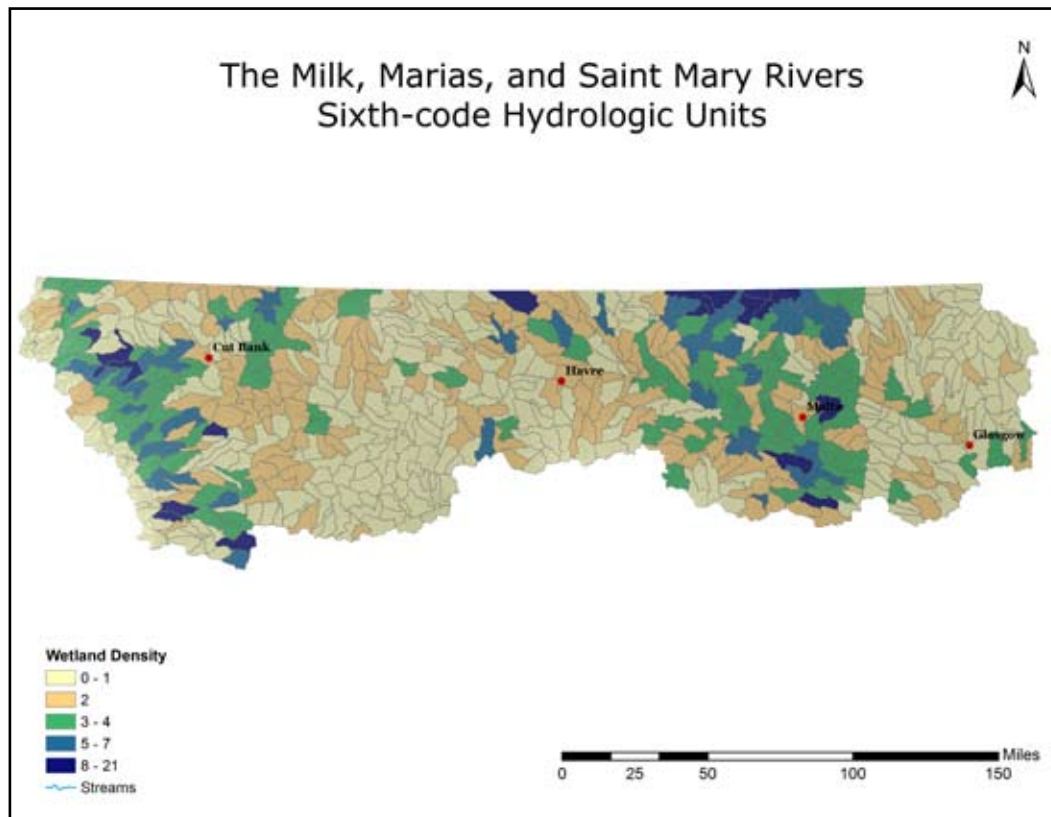 N
The Milk, Marias, and Saint Mary Rivers
Sixth-code Hydrologic Units
Cut Bank
Havre
Malta
Glasgow
Wetland Density
0 - 1
2
3 - 4
5 - 7
8 - 21
Streams
Miles
0 25 50 100 150